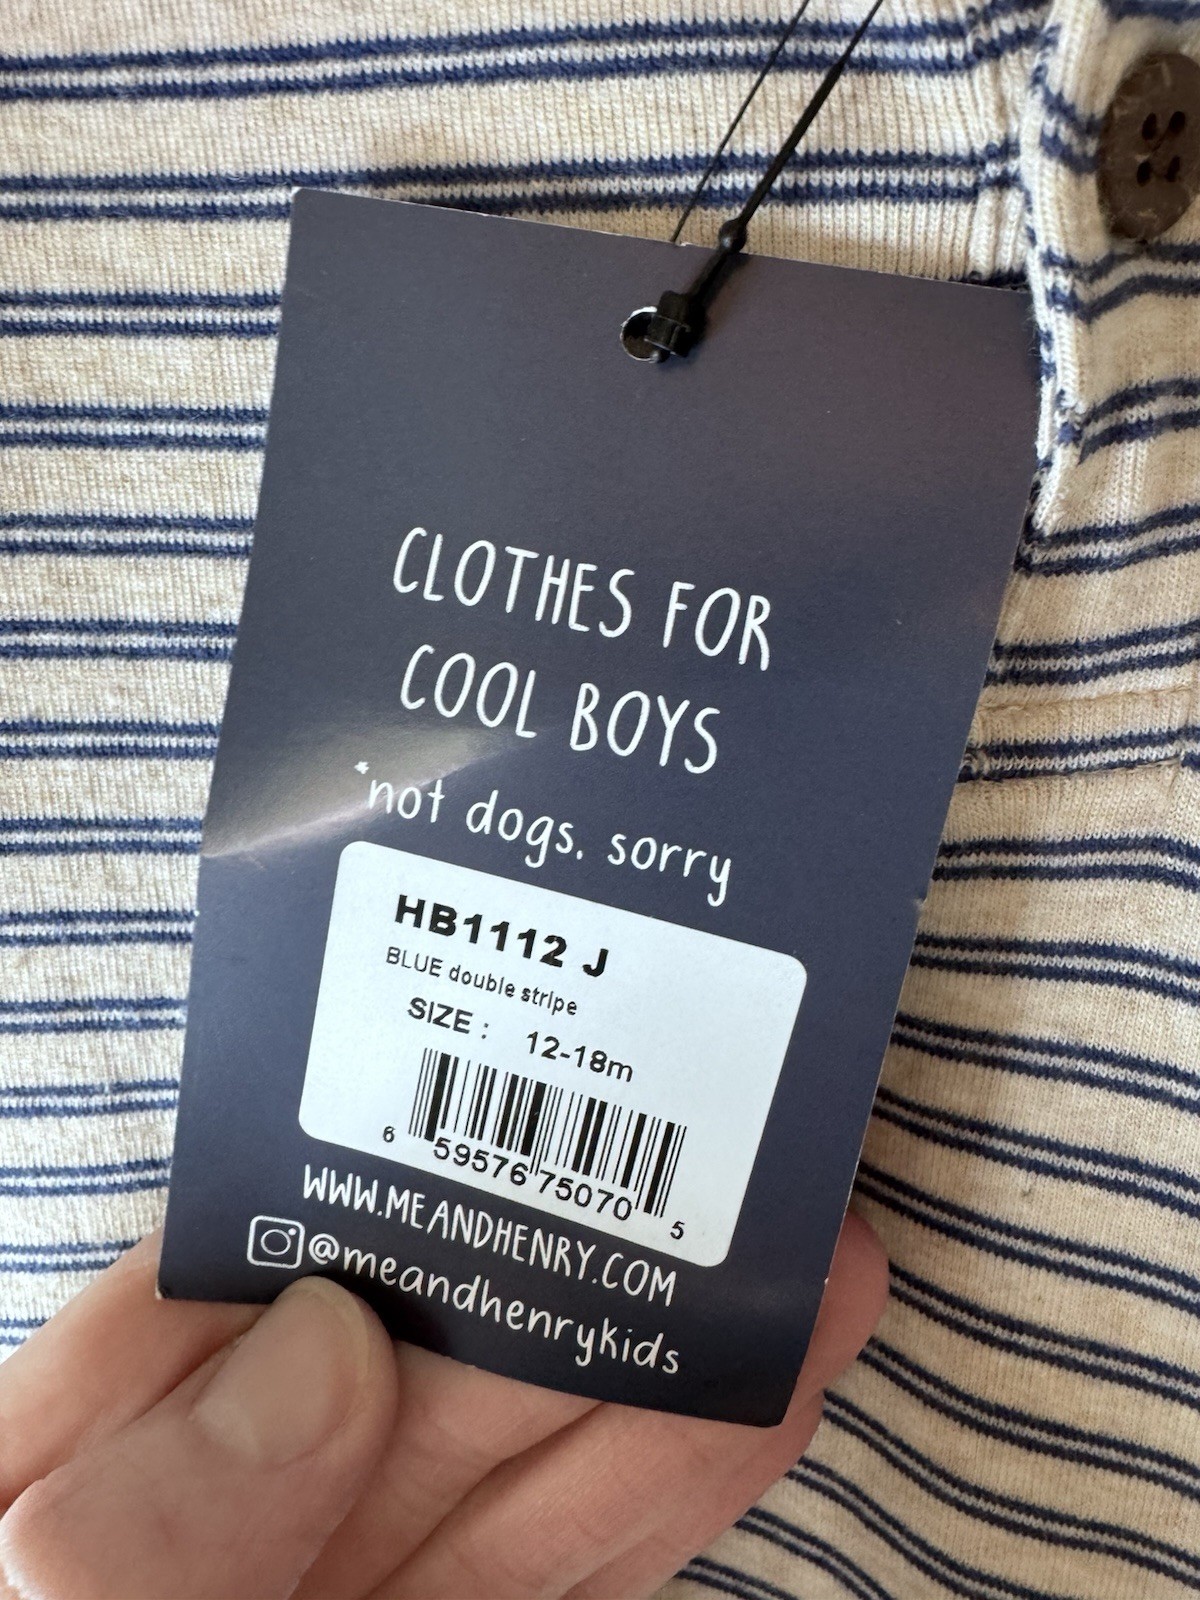 CLOTHES FOR
COOL BOYS
*not dogs. sorry
HB1112 J
BLUE double stripe
SIZE : 12-18m
6 59576 75070 5
WWW.MEANDHENRY.COM
@meandhenrykids